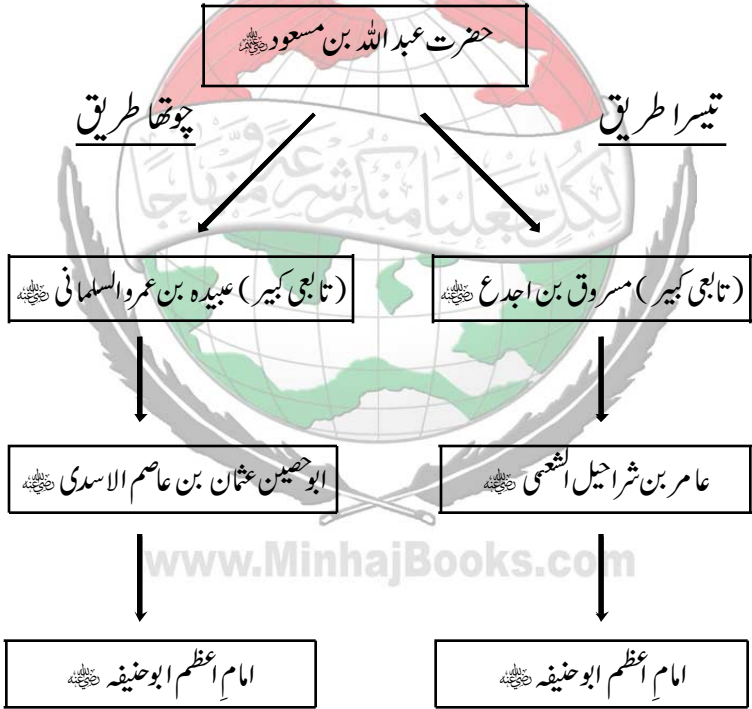 حضرت عبد اللہ بن مسعود رضی اللہ عنہ
تیسرا طریق
چوتھا طریق
لِكُلٍّ جَعَلْنَا مِنْكُمْ شِرْعَةً وَمِنْهَاجًا
(تابعی کبیر) مسروق بن اجدع رضی اللہ عنہ
(تابعی کبیر) عبیدہ بن عمرو السلمانی رضی اللہ عنہ
عامر بن شراحیل الشعبی رضی اللہ عنہ
ابو حصین عثمان بن عاصم الاسدی رضی اللہ عنہ
www.MinhajBooks.com
امامِ اعظم ابوحنیفہ رضی اللہ عنہ
امامِ اعظم ابوحنیفہ رضی اللہ عنہ